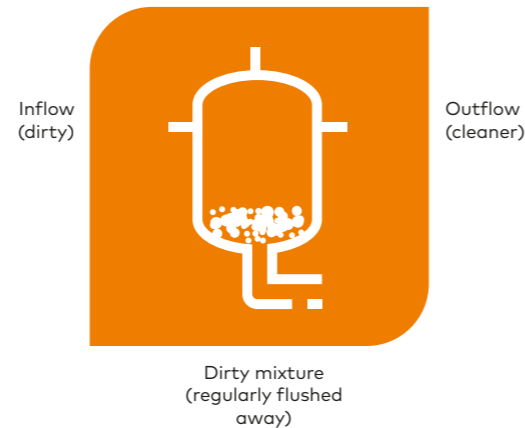 Inflow
(dirty)
Outflow
(cleaner)
Dirty mixture
(regularly flushed
away)